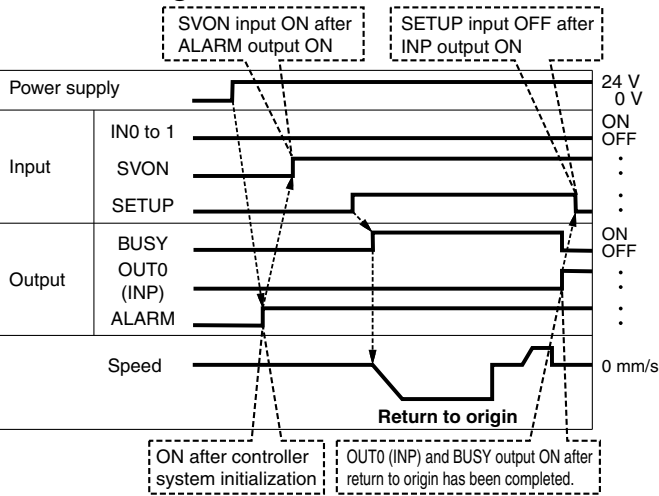 SVON input ON after
ALARM output ON
SETUP input OFF after
INP output ON
Power supply
24 V
0 V
Input
IN0 to 1
ON
OFF
SVON
SETUP
Output
BUSY
ON
OFF
OUT0
(INP)
ALARM
Speed
0 mm/s
Return to origin
ON after controller
system initialization
OUT0 (INP) and BUSY output ON after
return to origin has been completed.